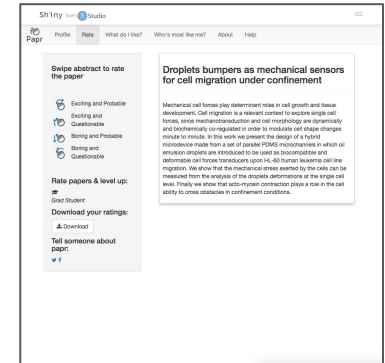 Shiny from R Studio
Papr
Profile Rate What do I like? Who's most like me? About Help
Swipe abstract to rate
the paper
Exciting and Probable
Exciting and
Questionable
Boring and Probable
Boring and
Questionable
Rate papers & level up:
Grad Student
Download your ratings:
Download
Tell someone about
papr:
Droplets bumpers as mechanical sensors
for cell migration under confinement
Mechanical cell forces play determinant roles in cell growth and tissue
development. Cell migration is a relevant context to explore single cell
forces, since mechanotransduction and cell morphology are dynamically
and biochemically co-regulated in order to modulate cell shape changes
minute to minute. In this work we present the design of a hybrid
microdevice made from a set of parallel PDMS microchannels in which oil
emulsion droplets are introduced to be used as biocompatible and
deformable cell forces transducers upon HL-60 human leukemia cell line
migration. We show that the mechanical stress exerted by the cells can be
measured from the analysis of the droplets deformations at the single cell
level. Finally we show that acto-myosin contraction plays a role in the cell
ability to cross obstacles in confinement conditions.